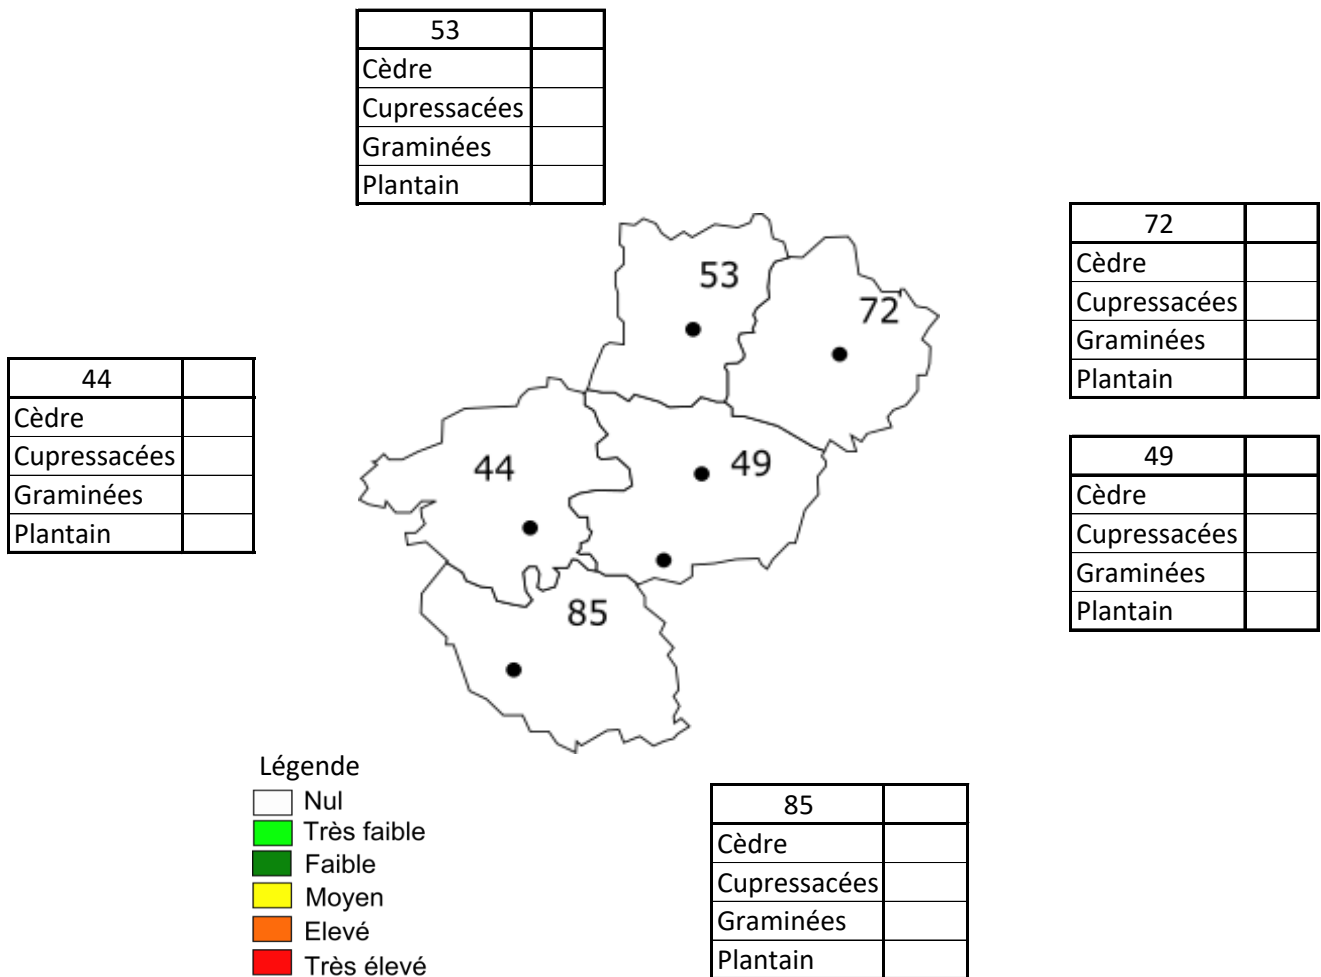 53
Cèdre
Cupressacées
Graminées
Plantain
53
72
72
Cèdre
Cupressacées
Graminées
Plantain
44
Cèdre
Cupressacées
Graminées
Plantain
44
49
49
Cèdre
Cupressacées
Graminées
Plantain
85
Légende
Nul
Très faible
Faible
Moyen
Elevé
Très élevé
85
Cèdre
Cupressacées
Graminées
Plantain